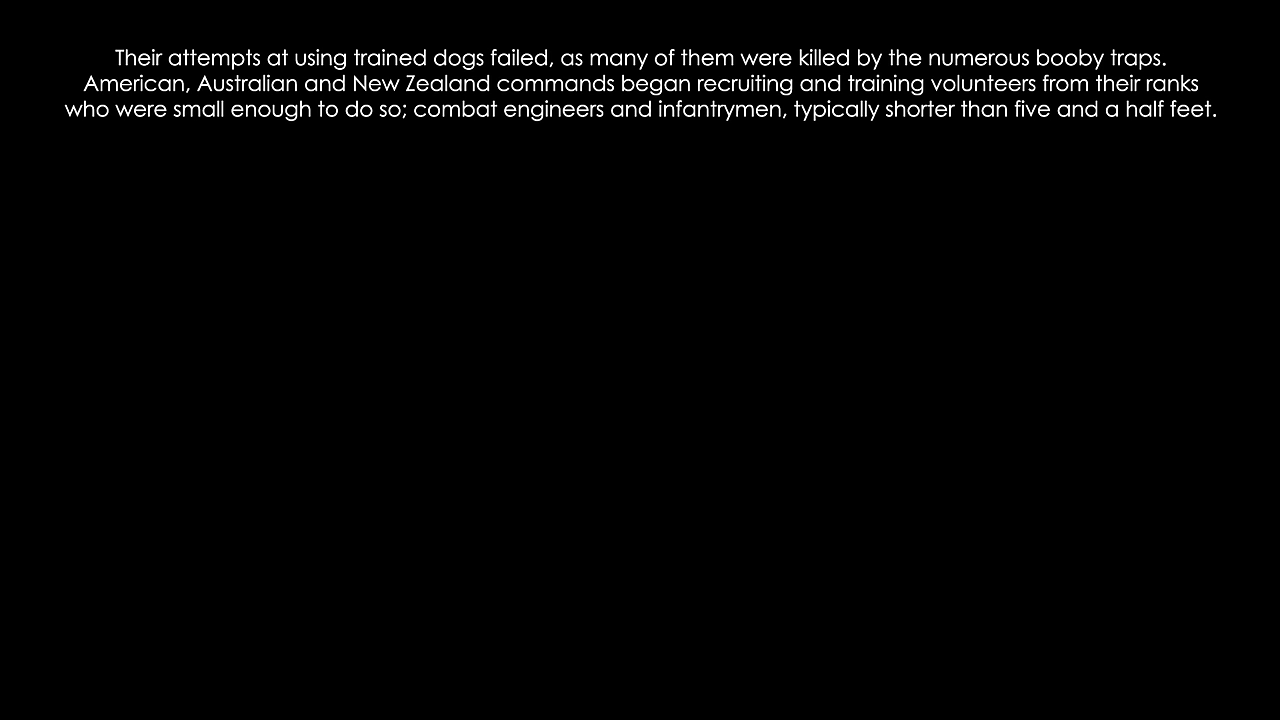 Their attempts at using trained dogs failed, as many of them were killed by the numerous booby traps.
American, Australian and New Zealand commands began recruiting and training volunteers from their ranks
who were small enough to do so; combat engineers and infantrymen, typically shorter than five and a half feet.